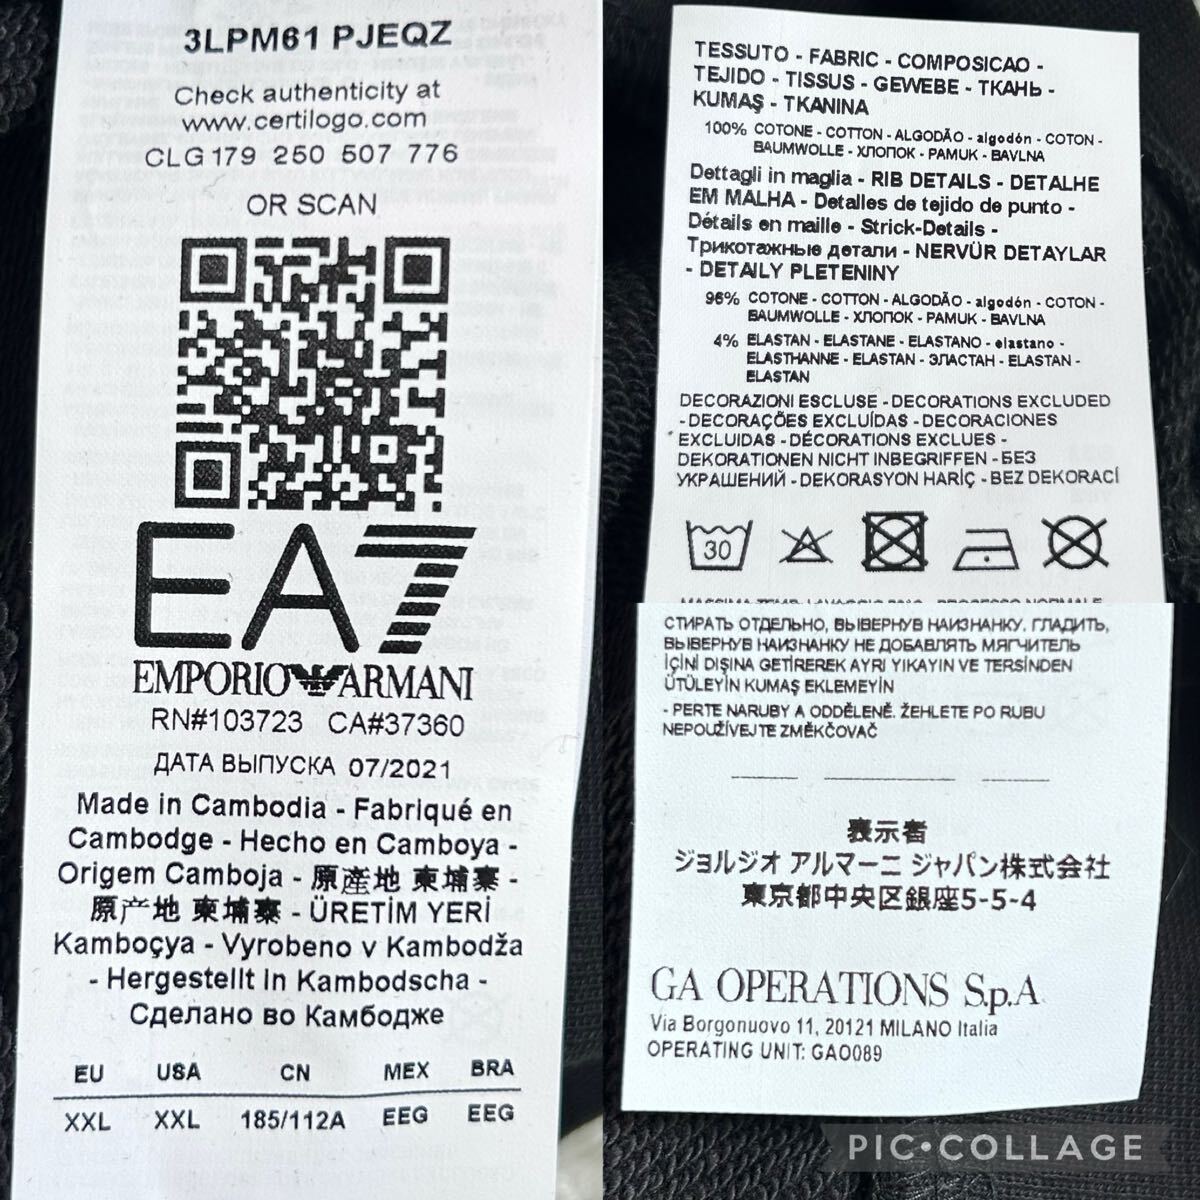 3LPM61 PJEQZ
Check authenticity at
www.certilogo.com
CLG 179 250 507 776
OR SCAN
EA7
EMPORIO ARMANI
RN#103723 CA#37360
ДАТА ВЫПУСКА 07/2021
Made in Cambodia - Fabriqué en
Cambodge - Hecho en Camboya -
Origem Camboja - 原產地 柬埔寨 -
原产地 柬埔寨 - ÜRETİM YERİ
Kamboçya - Vyrobeno v Kambodža
- Hergestellt In Kambodscha -
Сделано во Камбодже
EU USA CN MEX BRA
XXL XXL 185/112A EEG EEG
TESSUTO - FABRIC - COMPOSICAO -
TEJIDO - TISSUS - GEWEBE - ТКАНЬ -
KUMAŞ - TKANINA
100% COTONE - COTTON - ALGODÃO - algodón - COTON -
BAUMWOLLE - ХЛОПОК - PAMUK - BAVLNA
Dettagli in maglia - RIB DETAILS - DETALHE
EM MALHA - Detalles de tejido de punto -
Détails en maille - Strick-Details -
Трикотажные детали - NERVÜR DETAYLAR
- DETAILY PLETENINY
96% COTONE - COTTON - ALGODÃO - algodón - COTON -
BAUMWOLLE - ХЛОПОК - PAMUK - BAVLNA
4% ELASTAN - ELASTANE - ELASTANO - elastano -
ELASTHANNE - ELASTAN - ЭЛАСТАН - ELASTAN -
ELASTAN
DECORAZIONI ESCLUSE - DECORATIONS EXCLUDED
- DECORAÇÕES EXCLUÍDAS - DECORACIONES
EXCLUIDAS - DÉCORATIONS EXCLUES -
DEKORATIONEN NICHT INBEGRIFFEN - БЕЗ
УКРАШЕНИЙ - DEKORASYON HARİÇ - BEZ DEKORACÍ
30
СТИРАТЬ ОТДЕЛЬНО, ВЫВЕРНУВ НАИЗНАНКУ. ГЛАДИТЬ,
ВЫВЕРНУВ НАИЗНАНКУ НЕ ДОБАВЛЯТЬ МЯГЧИТЕЛЬ
İÇİNİ DIŞINA GETİREREK AYRI YIKAYIN VE TERSİNDEN
ÜTÜLEYİN KUMAŞ EKLEMEYİN
- PERTE NARUBY A ODDĚLENĚ. ŽEHLETE PO RUBU
NEPOUŽÍVEJTE ZMĚKČOVAČ
表示者
ジョルジオ アルマーニ ジャパン株式会社
東京都中央区銀座5-5-4
GA OPERATIONS S.p.A
Via Borgonuovo 11, 20121 MILANO Italia
OPERATING UNIT: GAO089
PIC•COLLAGE